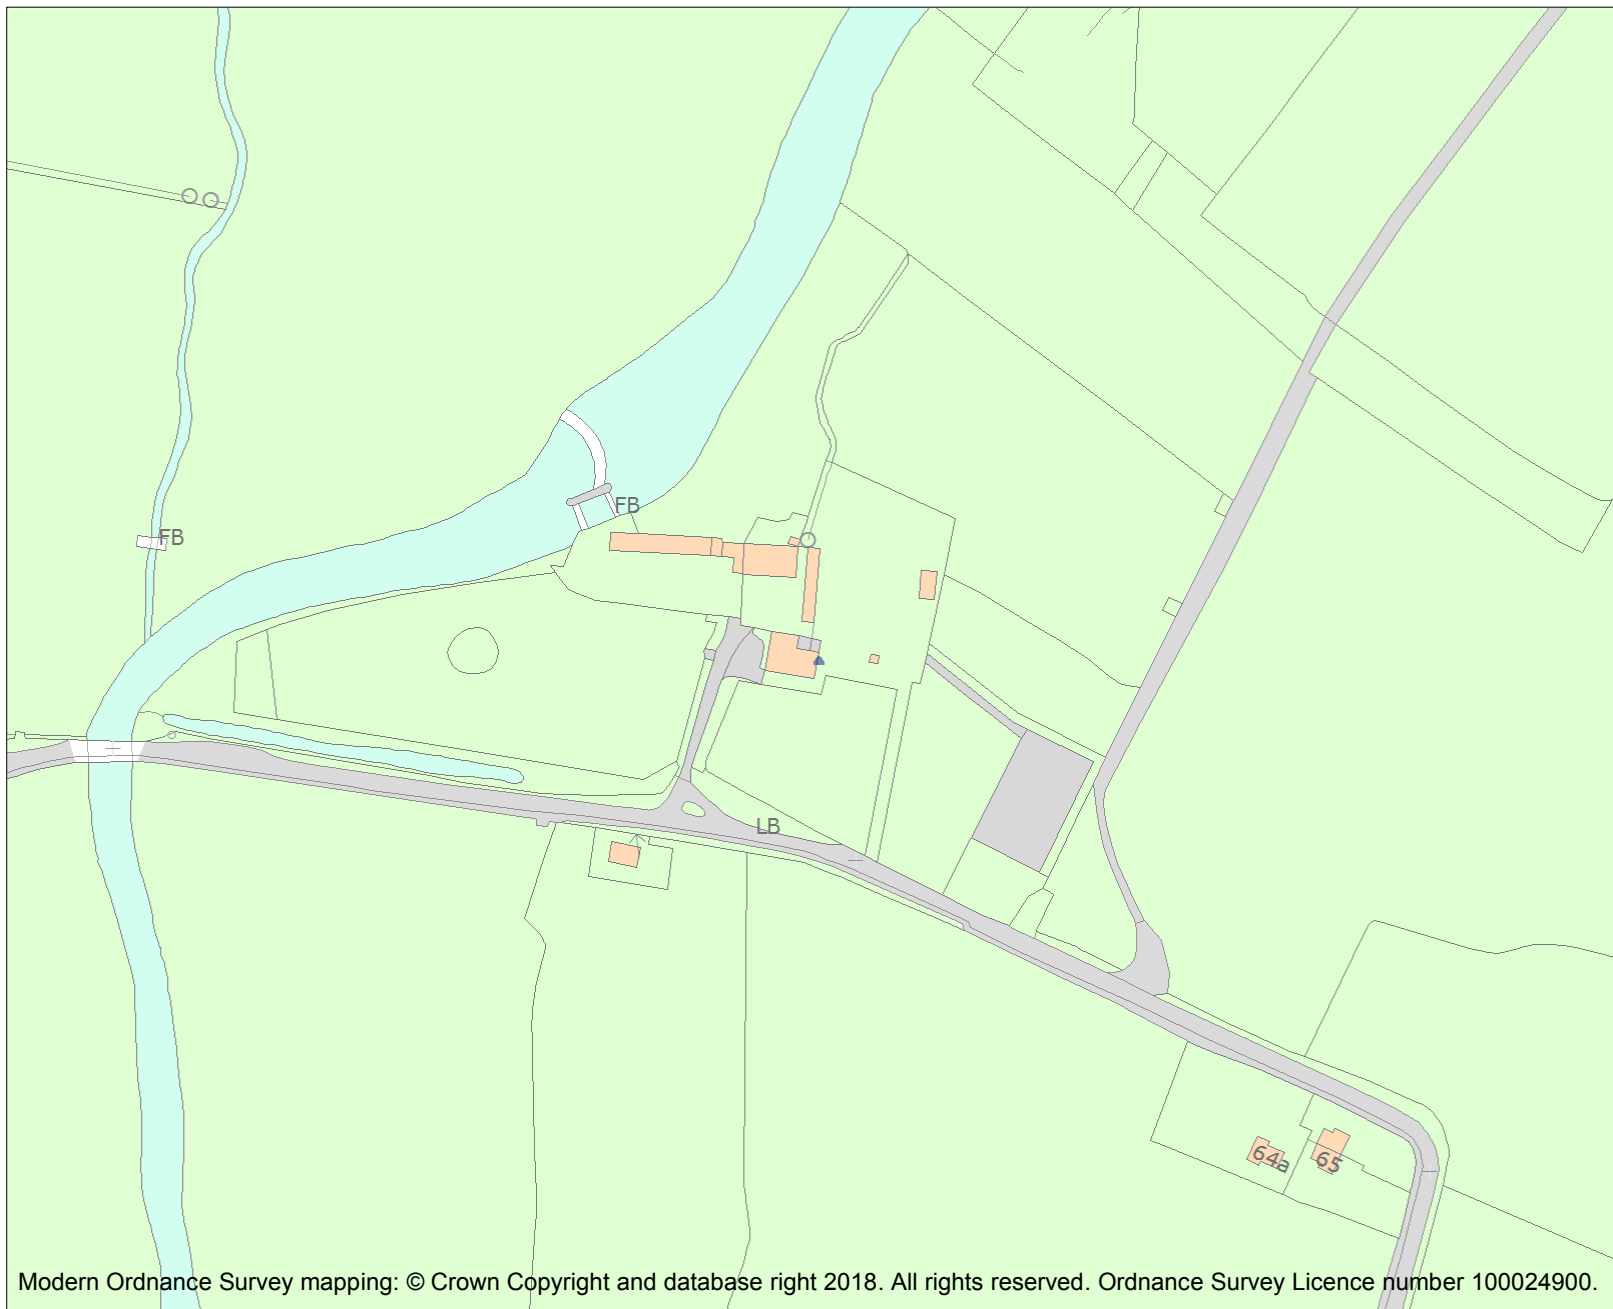 FB
FB
LB
64a
65
Modern Ordnance Survey mapping: © Crown Copyright and database right 2018. All rights reserved. Ordnance Survey Licence number 100024900.